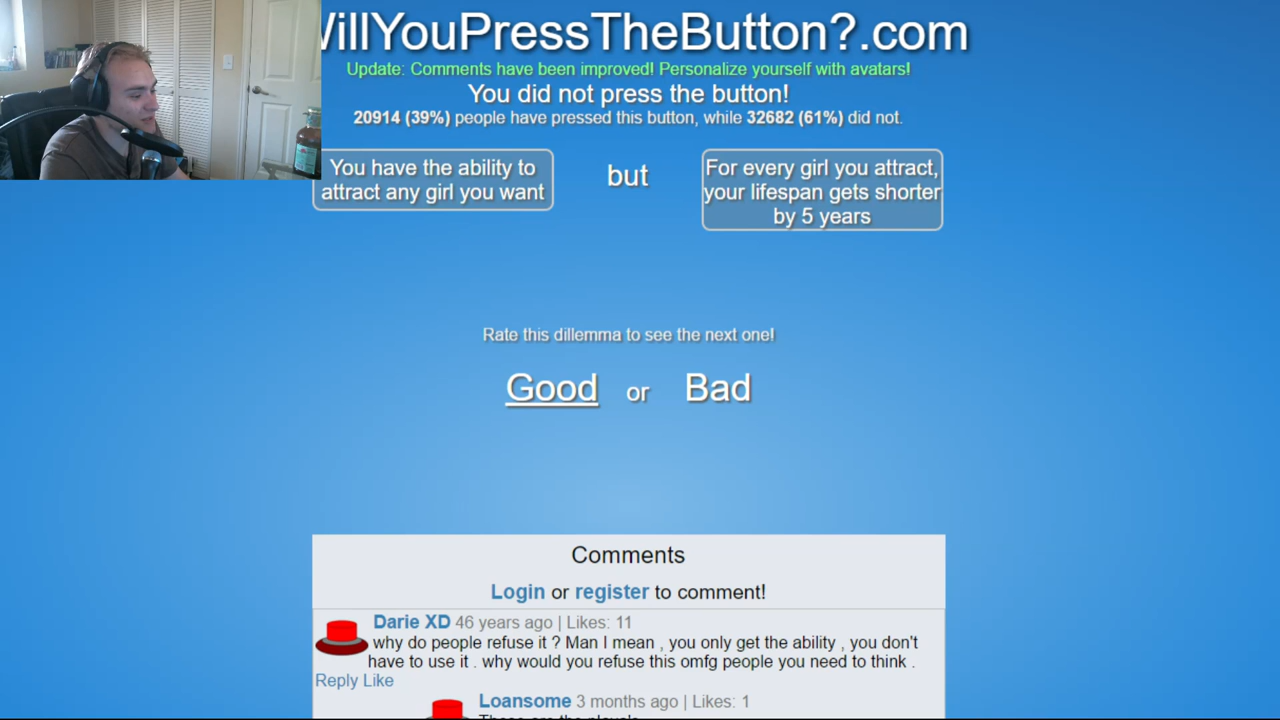 WillYouPressTheButton?.com
Update: Comments have been improved! Personalize yourself with avatars!
You did not press the button!
20914 (39%) people have pressed this button, while 32682 (61%) did not.
You have the ability to
attract any girl you want
but
For every girl you attract,
your lifespan gets shorter
by 5 years
Rate this dillemma to see the next one!
Good or Bad
Comments
Login or register to comment!
Darie XD 46 years ago | Likes: 11
why do people refuse it ? Man I mean , you only get the ability , you don't
have to use it . why would you refuse this omfg people you need to think .
Reply Like
Loansome 3 months ago | Likes: 1